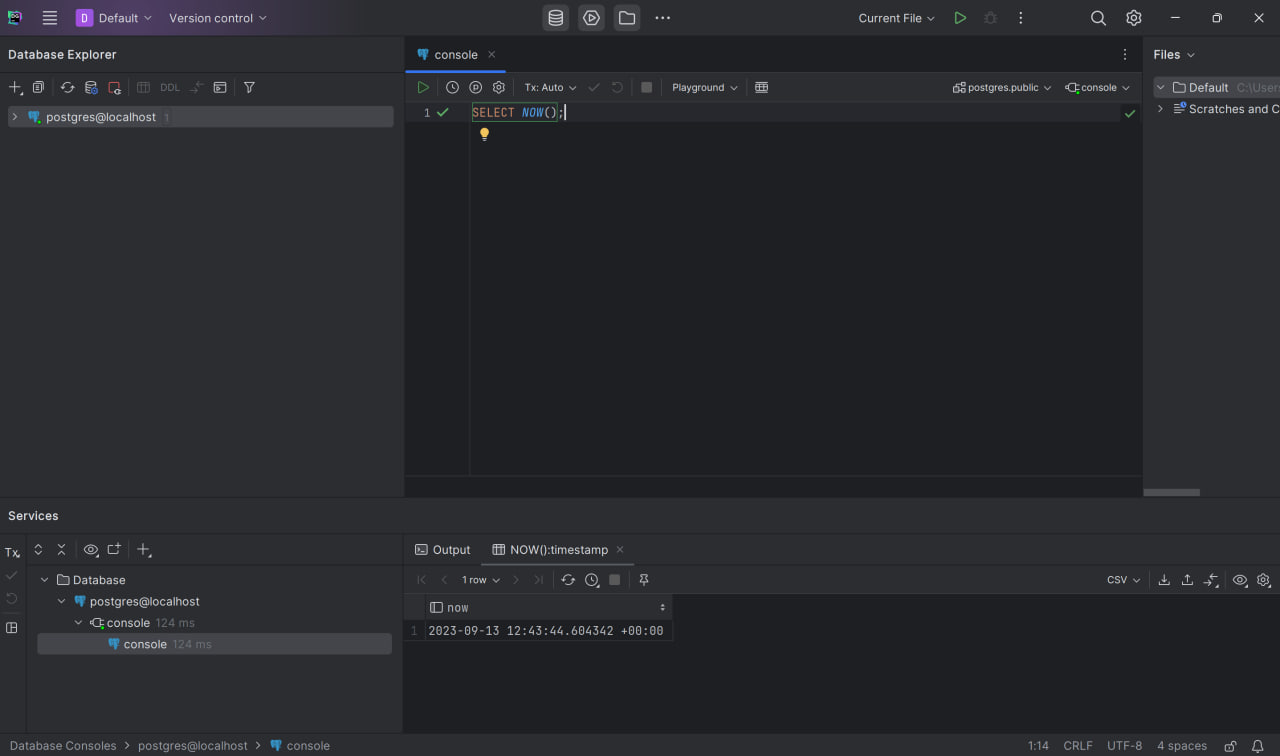 D Default Version control Current File
Database Explorer
DDL
postgres@localhost 1
console
Tx: Auto Playground postgres.public console
1 SELECT NOW();
Files
Default C:\Users
Scratches and C
Services
Tx
Database
postgres@localhost
console 124 ms
console 124 ms
Output NOW():timestamp
1 row CSV
now
1 2023-09-13 12:43:44.604342 +00:00
Database Consoles > postgres@localhost > console 1:14 CRLF UTF-8 4 spaces